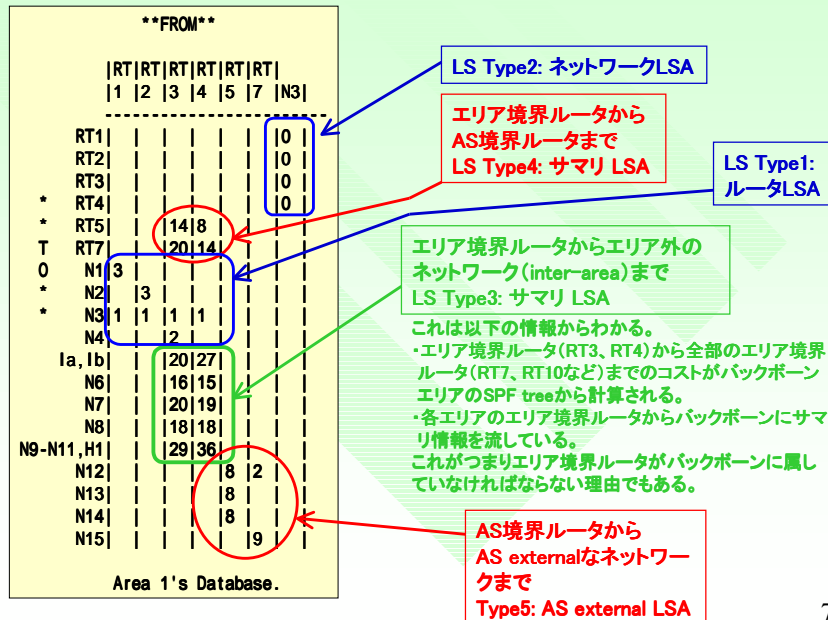 **FROM**
|RT|RT|RT|RT|RT|RT|
|1 |2 |3 |4 |5 |7 |N3|
----------------------
RT1| | | | | | |0
RT2| | | | | | |0
RT3| | | | | | |0
* RT4| | | | | | |0
* RT5| | |14|8 | | | |
T RT7| | |20|14| | | |
O N1|3 | | | | | | |
* N2| |3 | | | | | |
* N3|1 |1 |1 |1 | | | |
N4| | |2 | | | | |
Ia,Ib| | |20|27| | | |
N6| | |16|15| | | |
N7| | |20|19| | | |
N8| | |18|18| | | |
N9-N11,H1| | |29|36| | | |
N12| | | | |8 |2 | |
N13| | | | |8 | | |
N14| | | | |8 | | |
N15| | | | | |9 | |
Area 1's Database.
LS Type2: ネットワークLSA
エリア境界ルータから
AS境界ルータまで
LS Type4: サマリ LSA
LS Type1:
ルータLSA
エリア境界ルータからエリア外の
ネットワーク(inter-area)まで
LS Type3: サマリ LSA
これは以下の情報からわかる。
・エリア境界ルータ(RT3、RT4)から全部のエリア境界
ルータ(RT7、RT10など)までのコストがバックボーン
エリアのSPF treeから計算される。
・各エリアのエリア境界ルータからバックボーンにサマ
リ情報を流している。
これがつまりエリア境界ルータがバックボーンに属し
ていなければならない理由でもある。
AS境界ルータから
AS externalなネットワー
クまで
Type5: AS external LSA
7